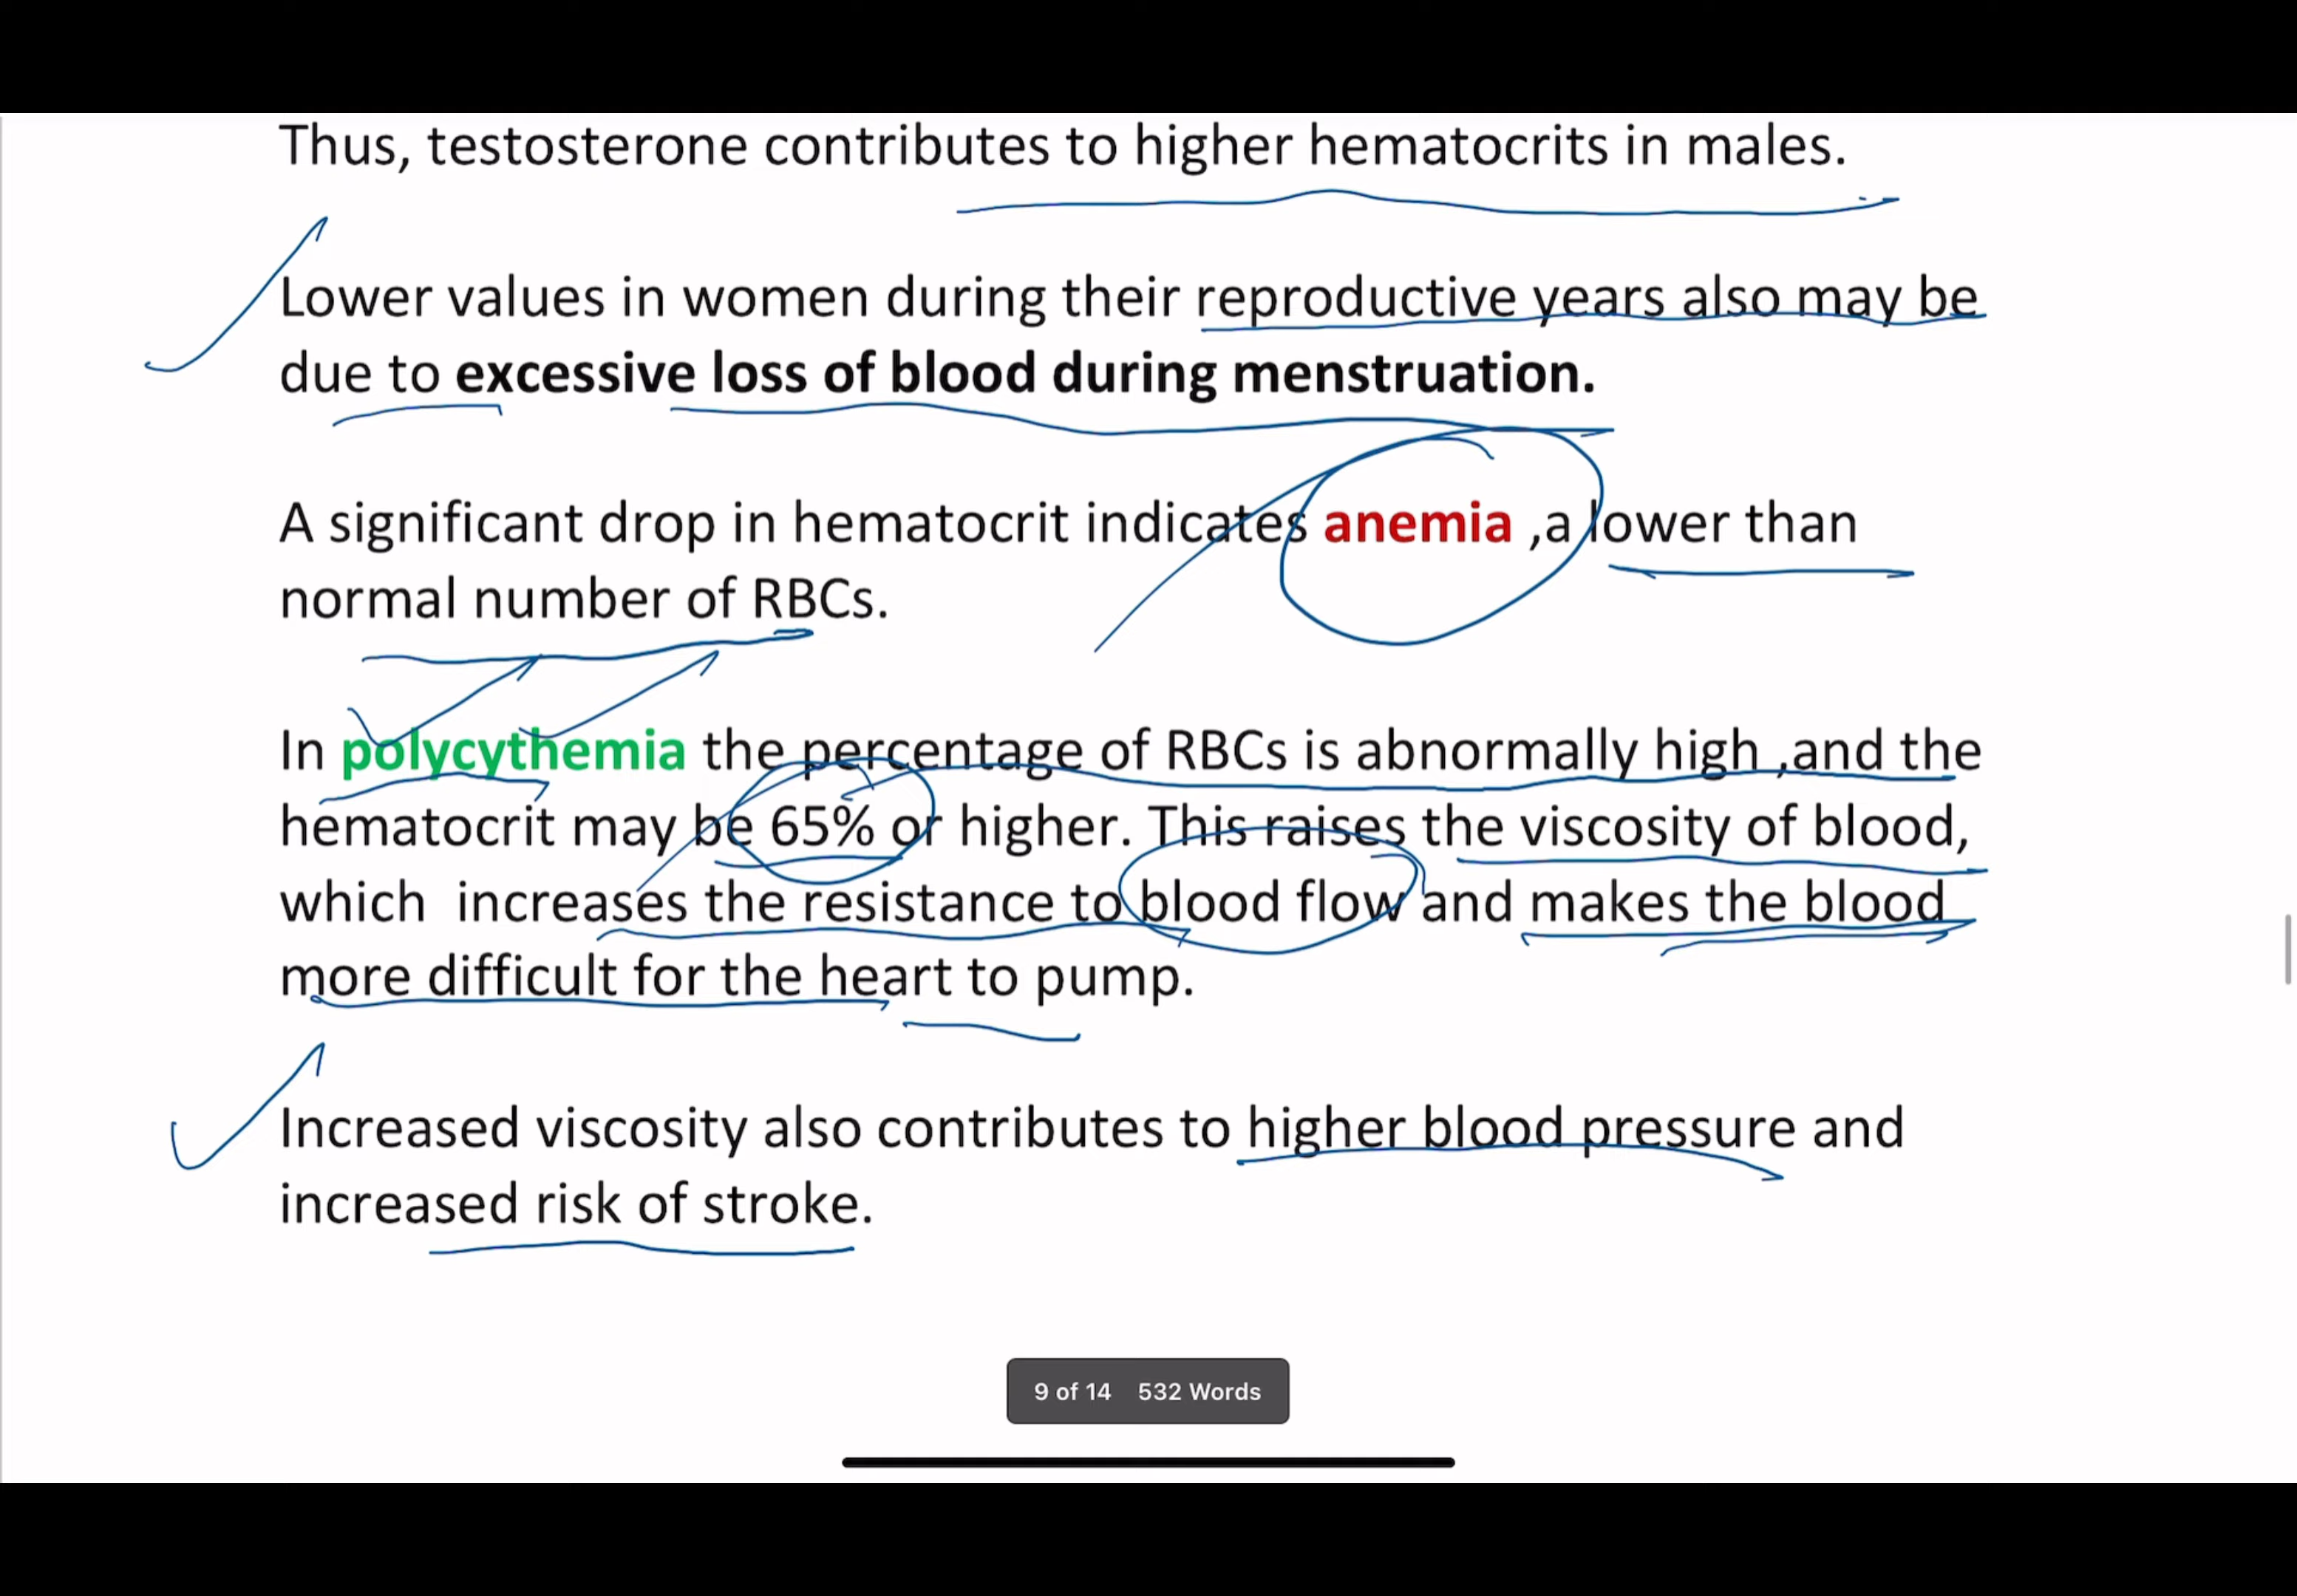 Thus, testosterone contributes to higher hematocrits in males.
Lower values in women during their reproductive years also may be
due to excessive loss of blood during menstruation.
A significant drop in hematocrit indicates anemia ,a lower than
normal number of RBCs.
In polycythemia the percentage of RBCs is abnormally high ,and the
hematocrit may be 65% or higher. This raises the viscosity of blood,
which increases the resistance to blood flow and makes the blood
more difficult for the heart to pump.
Increased viscosity also contributes to higher blood pressure and
increased risk of stroke.
9 of 14 532 Words